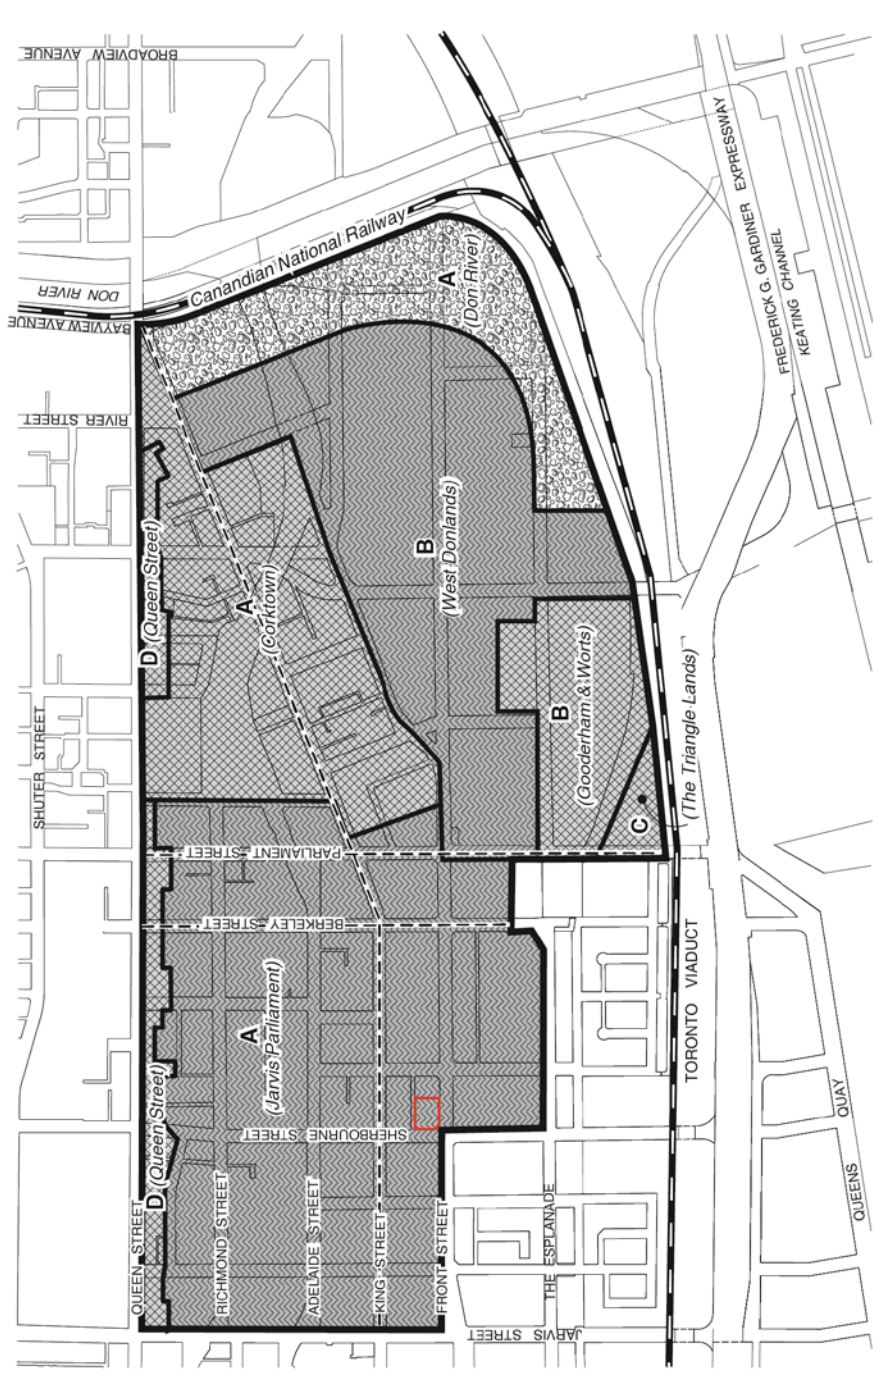 BROADVIEW AVENUE
DON RIVER
BAYVIEW AVENUE
Canandian National Railway
RIVER STREET
A
(Don River)
FREDERICK G. GARDINER EXPRESSWAY
KEATING CHANNEL
D (Queen Street)
A
(Corktown)
B
(West Donlands)
B
(Gooderham & Worts)
C
(The Triangle Lands)
SHUTER STREET
PARLIAMENT STREET
BERKELEY STREET
A
(Jarvis Parliament)
D (Queen Street)
SHERBOURNE STREET
TORONTO VIADUCT
QUEEN STREET
RICHMOND STREET
ADELAIDE STREET
KING STREET
FRONT STREET
THE ESPLANADE
JARVIS STREET
QUEENS QUAY